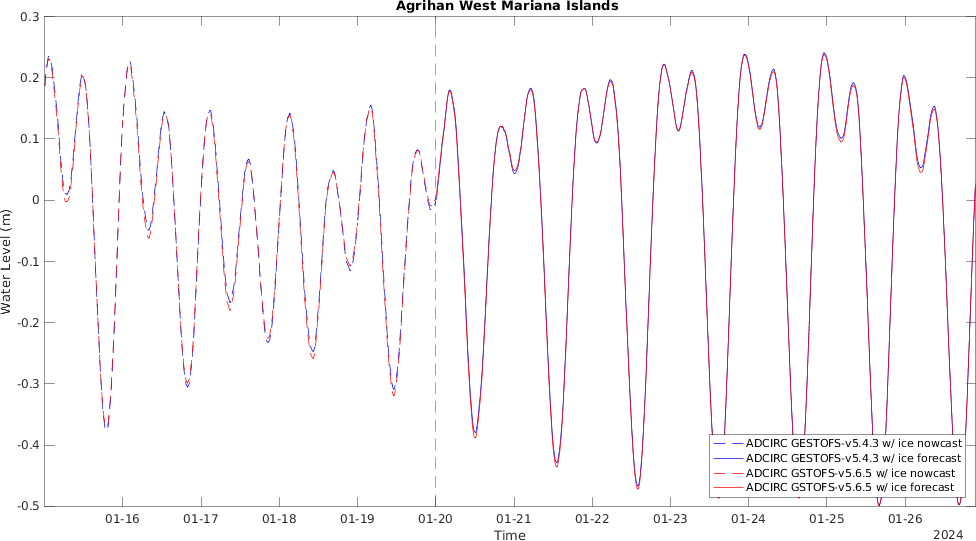 Agrihan West Mariana Islands
0.3
0.2
0.1
0
-0.1
-0.2
-0.3
-0.4
-0.5
Water Level (m)
ADCIRC GESTOFS-v5.4.3 w/ ice nowcast
ADCIRC GESTOFS-v5.4.3 w/ ice forecast
ADCIRC GSTOFS-v5.6.5 w/ ice nowcast
ADCIRC GSTOFS-v5.6.5 w/ ice forecast
01-16 01-17 01-18 01-19 01-20 01-21 01-22 01-23 01-24 01-25 01-26
Time
2024